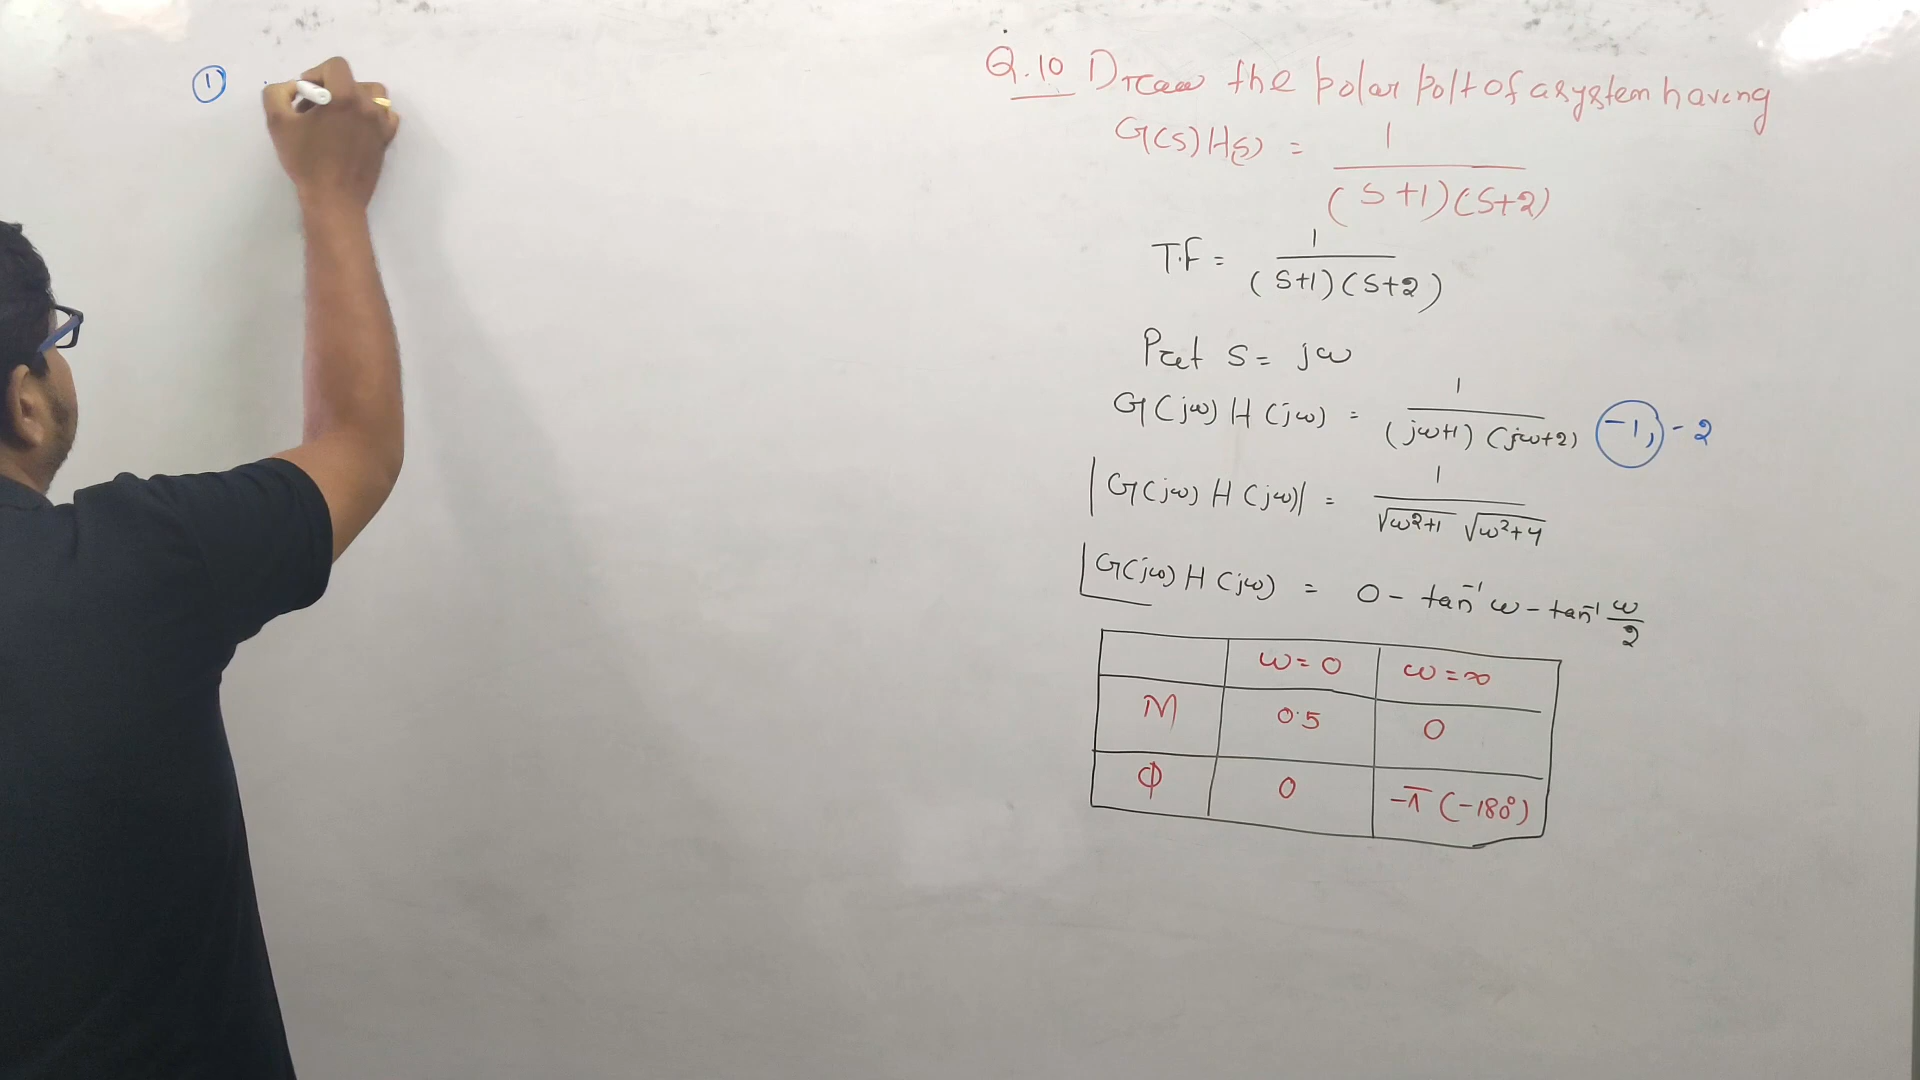 ①
Q.10 Draw the polar polt of a system having
G(s)H(s) = 1 / (S+1)(S+2)
T.F = 1 / (S+1)(S+2)
Put S = jω
G(jω) H(jω) = 1 / (jω+1) (jω+2) -1, -2
|G(jω) H(jω)| = 1 / √ω²+1 √ω²+4
∠G(jω) H(jω) = 0 - tan⁻¹ ω - tan⁻¹ ω/2
ω=0 ω=∞
M 0.5 0
Φ 0 -π (-180°)